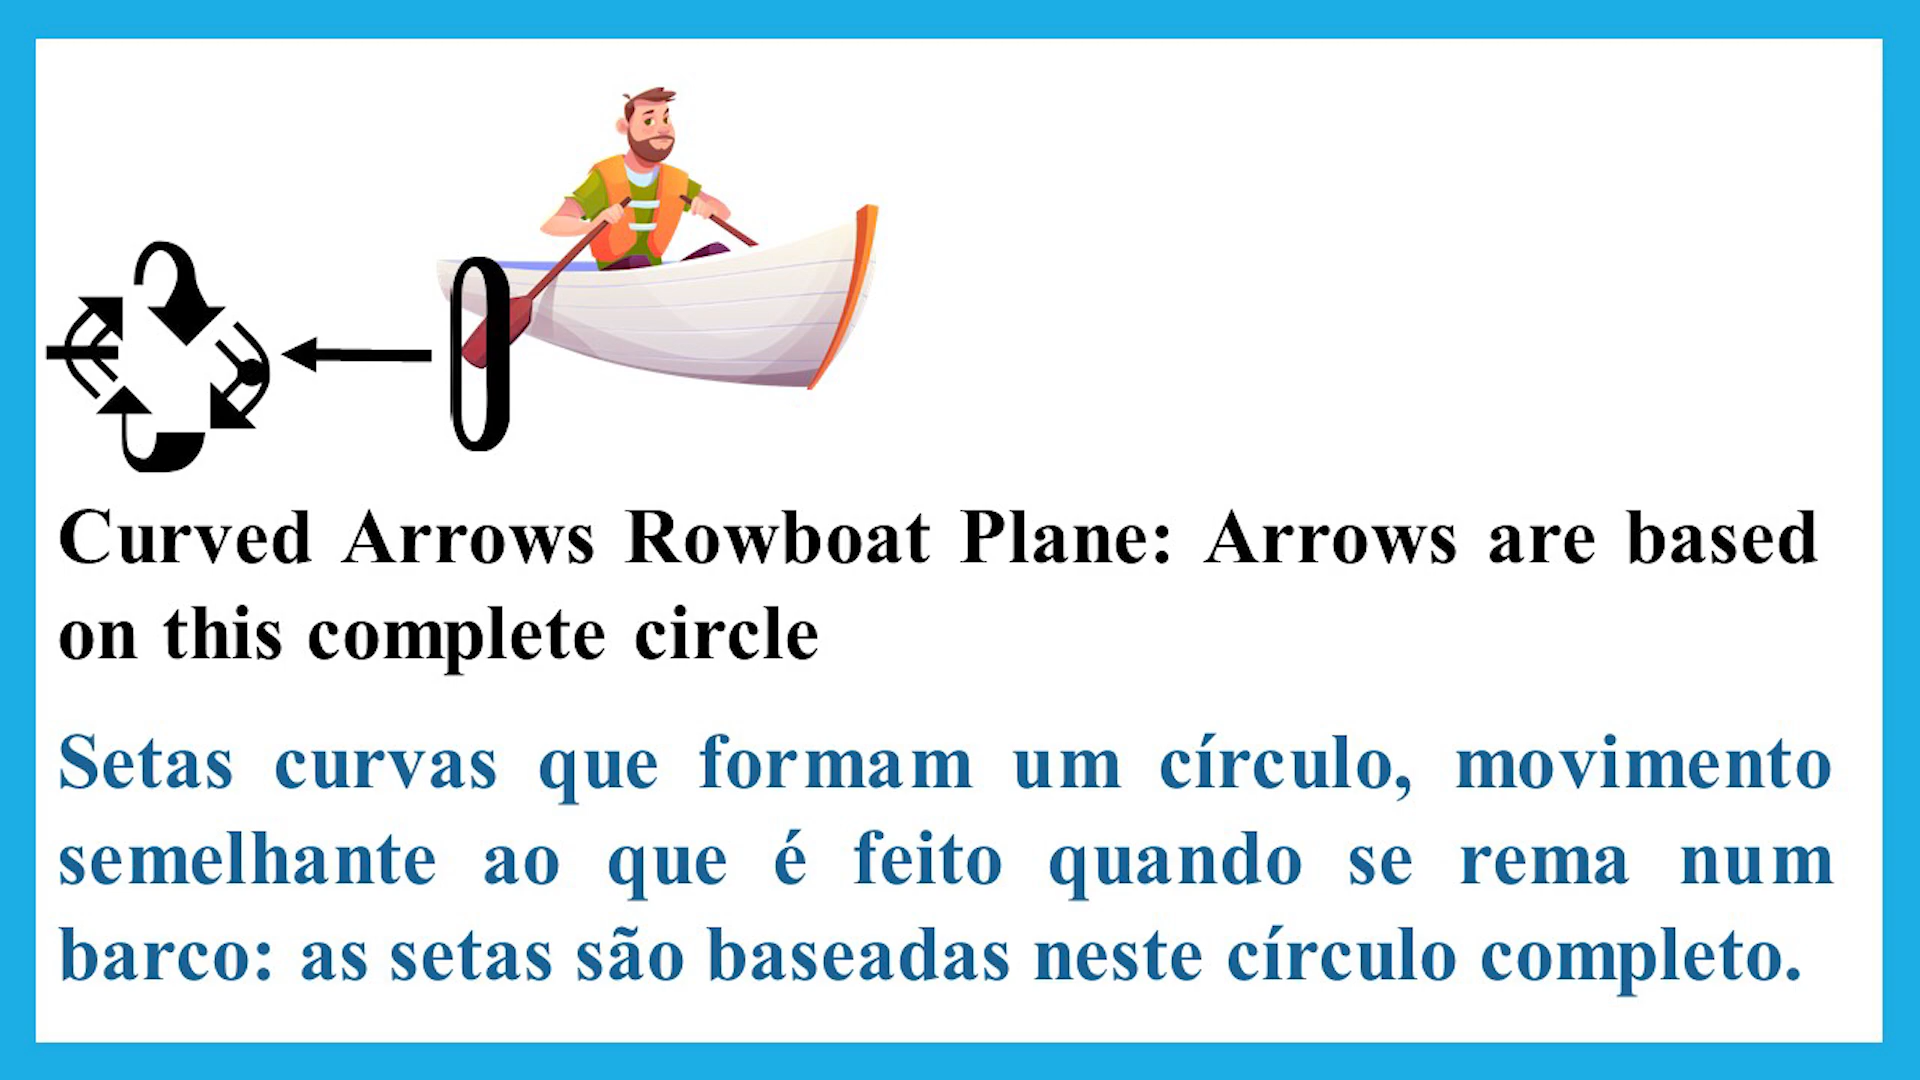 Curved Arrows Rowboat Plane: Arrows are based
on this complete circle
Setas curvas que formam um círculo, movimento
semelhante ao que é feito quando se rema num
barco: as setas são baseadas neste círculo completo.